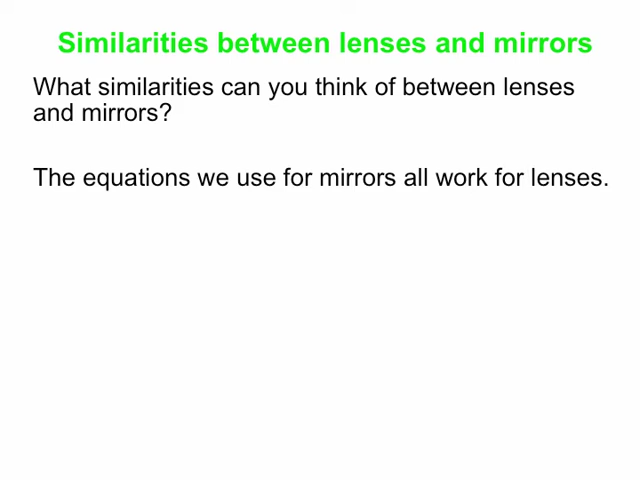 Similarities between lenses and mirrors
What similarities can you think of between lenses
and mirrors?
The equations we use for mirrors all work for lenses.